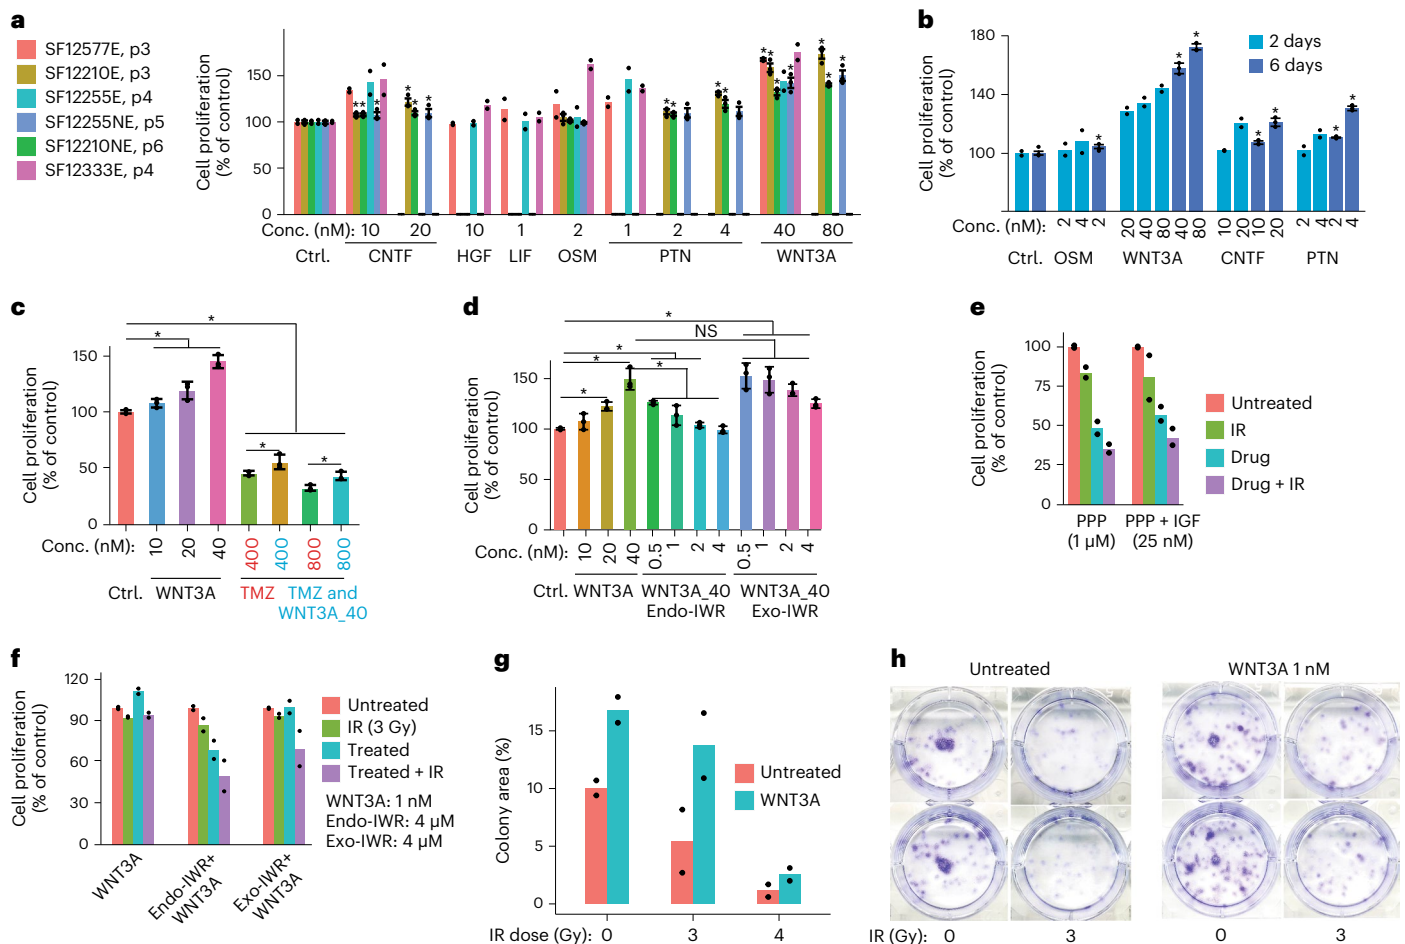 a
SF12577E, p3
SF12210E, p3
SF12255E, p4
SF12255NE, p5
SF12210NE, p6
SF12333E, p4
Cell proliferation
(% of control)
150
100
50
0
* * * * * * * * * * * * * * * * * *
Conc. (nM): 10 20 10 1 2 1 2 4 40 80
Ctrl. CNTF HGF LIF OSM PTN WNT3A
b
2 days
6 days
Cell proliferation
(% of control)
180
140
100
* * * * * * *
Conc. (nM): 2 4 2 20 40 80 40 80 10 20 10 20 2 4 2 4
Ctrl. OSM WNT3A CNTF PTN
c
Cell proliferation
(% of control)
150
100
50
0
*
*
* *
Conc. (nM): 10 20 40 400 400 800 800
Ctrl. WNT3A TMZ TMZ and
WNT3A_40
d
Cell proliferation
(% of control)
150
100
50
0
*
NS
*
* *
*
Conc. (nM): 10 20 40 0.5 1 2 4 0.5 1 2 4
Ctrl. WNT3A WNT3A_40 WNT3A_40
Endo-IWR Exo-IWR
e
Cell proliferation
(% of control)
100
75
50
25
0
PPP PPP + IGF
(1 µM) (25 nM)
Untreated
IR
Drug
Drug + IR
f
Cell proliferation
(% of control)
120
90
60
30
0
WNT3A
Endo-IWR+
WNT3A
Exo-IWR+
WNT3A
Untreated
IR (3 Gy)
Treated
Treated + IR
WNT3A: 1 nM
Endo-IWR: 4 µM
Exo-IWR: 4 µM
g
Colony area (%)
15
10
5
0
Untreated
WNT3A
IR dose (Gy): 0 3 4
h
Untreated WNT3A 1 nM
IR (Gy): 0 3 0 3